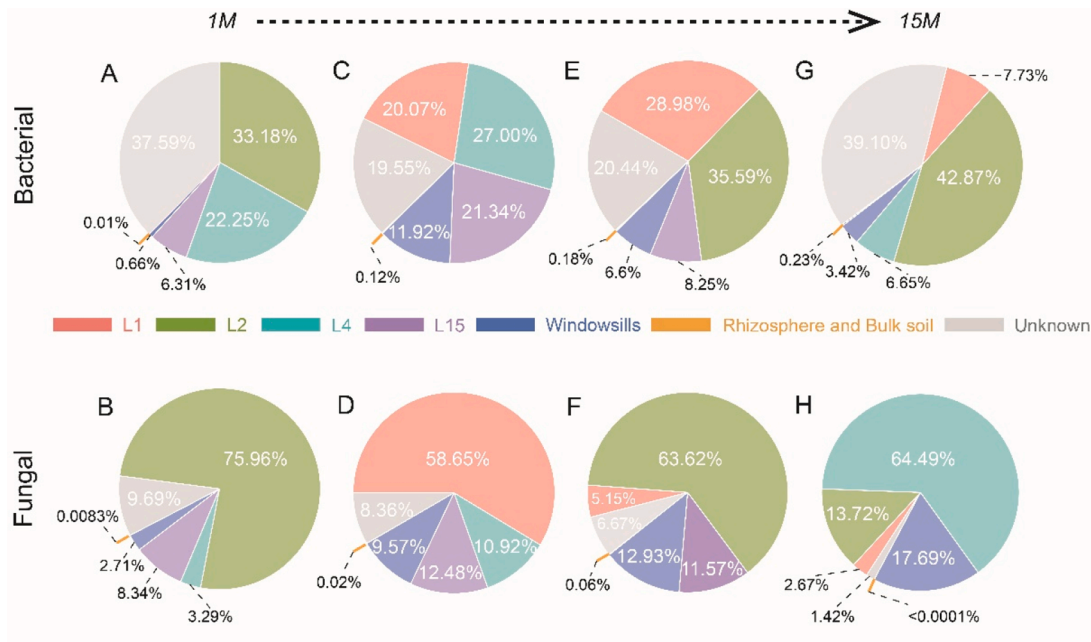 1M
15M
Bacterial
A
37.59%
33.18%
22.25%
0.01%
0.66%
6.31%
C
20.07%
27.00%
19.55%
21.34%
11.92%
0.12%
E
28.98%
20.44%
35.59%
0.18%
6.6%
8.25%
G
7.73%
39.10%
42.87%
0.23%
3.42%
6.65%
L1
L2
L4
L15
Windowsills
Rhizosphere and Bulk soil
Unknown
Fungal
B
75.96%
9.69%
0.0083%
2.71%
8.34%
3.29%
D
58.65%
8.36%
9.57%
10.92%
12.48%
0.02%
F
63.62%
5.15%
6.67%
12.93%
11.57%
0.06%
H
64.49%
13.72%
17.69%
2.67%
1.42%
<0.0001%